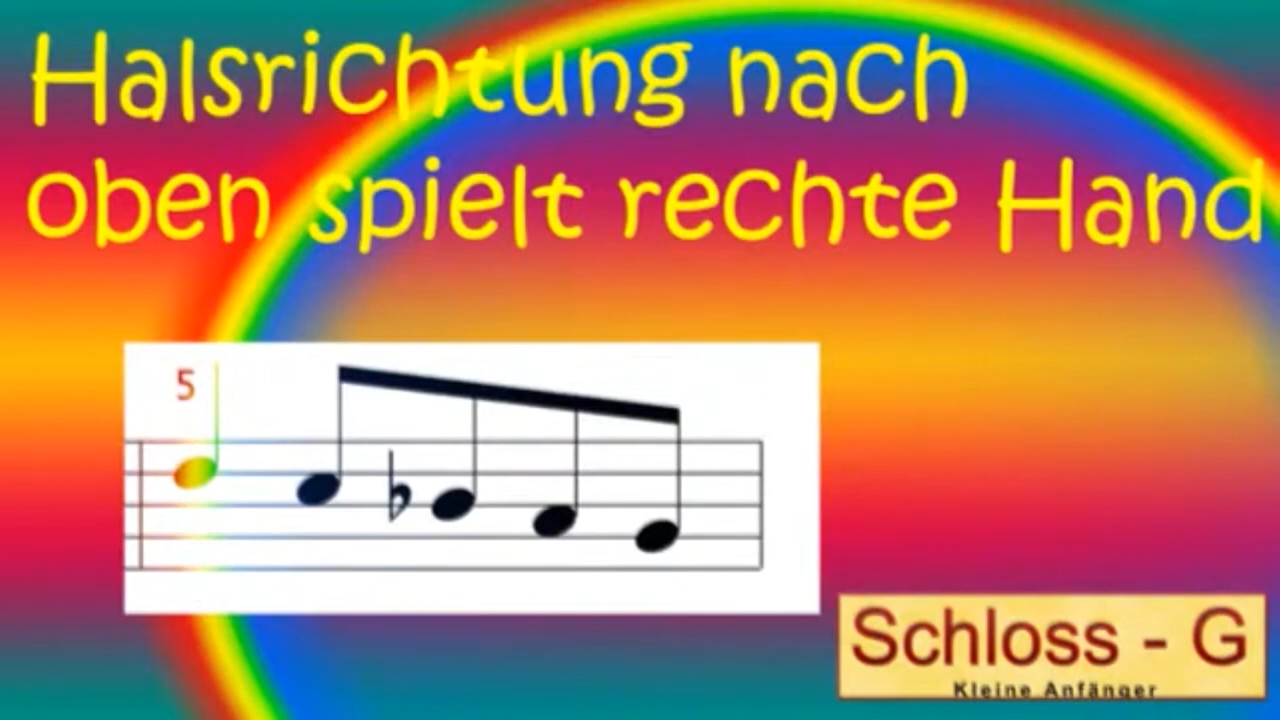 Halsrichtung nach
oben spielt rechte Hand
5
Schloss - G
Kleine Anfänger